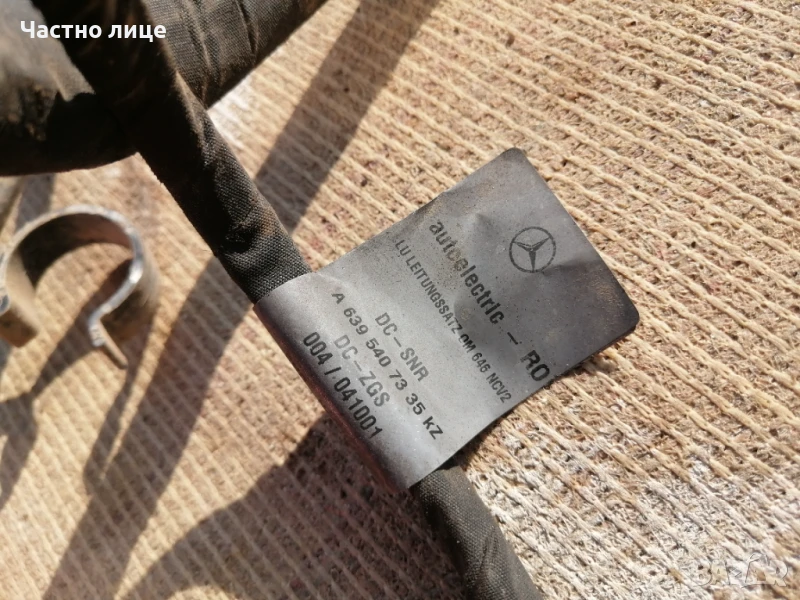 Частно лице
autoelectric - RO
LU LEITUNGSSATZ OM 646 NCV2
DC-SNR
A 639 540 73 35 KZ
DC-ZGS
004 / 041001